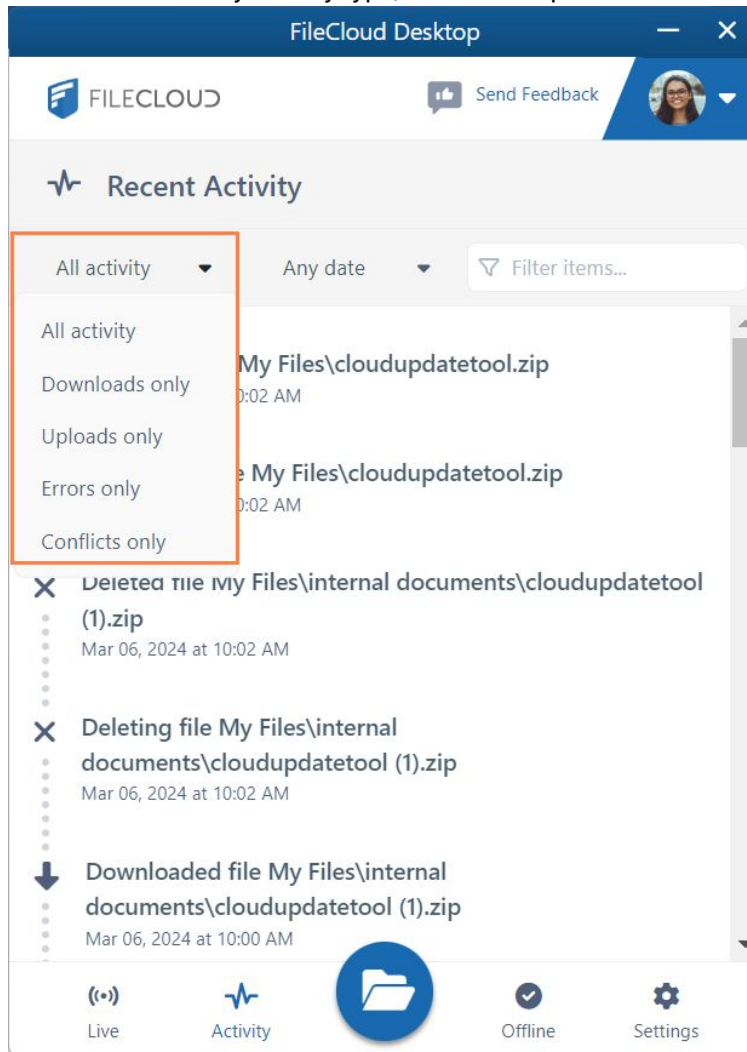 FileCloud Desktop
FILECLOUD
Send Feedback
Recent Activity
All activity
Any date
Filter items...
All activity
Downloads only
Uploads only
Errors only
Conflicts only
My Files\cloudupdatetool.zip
:02 AM
My Files\cloudupdatetool.zip
:02 AM
Deleted file My Files\internal documents\cloudupdatetool
(1).zip
Mar 06, 2024 at 10:02 AM
Deleting file My Files\internal
documents\cloudupdatetool (1).zip
Mar 06, 2024 at 10:02 AM
Downloaded file My Files\internal
documents\cloudupdatetool (1).zip
Mar 06, 2024 at 10:00 AM
Live
Activity
Offline
Settings